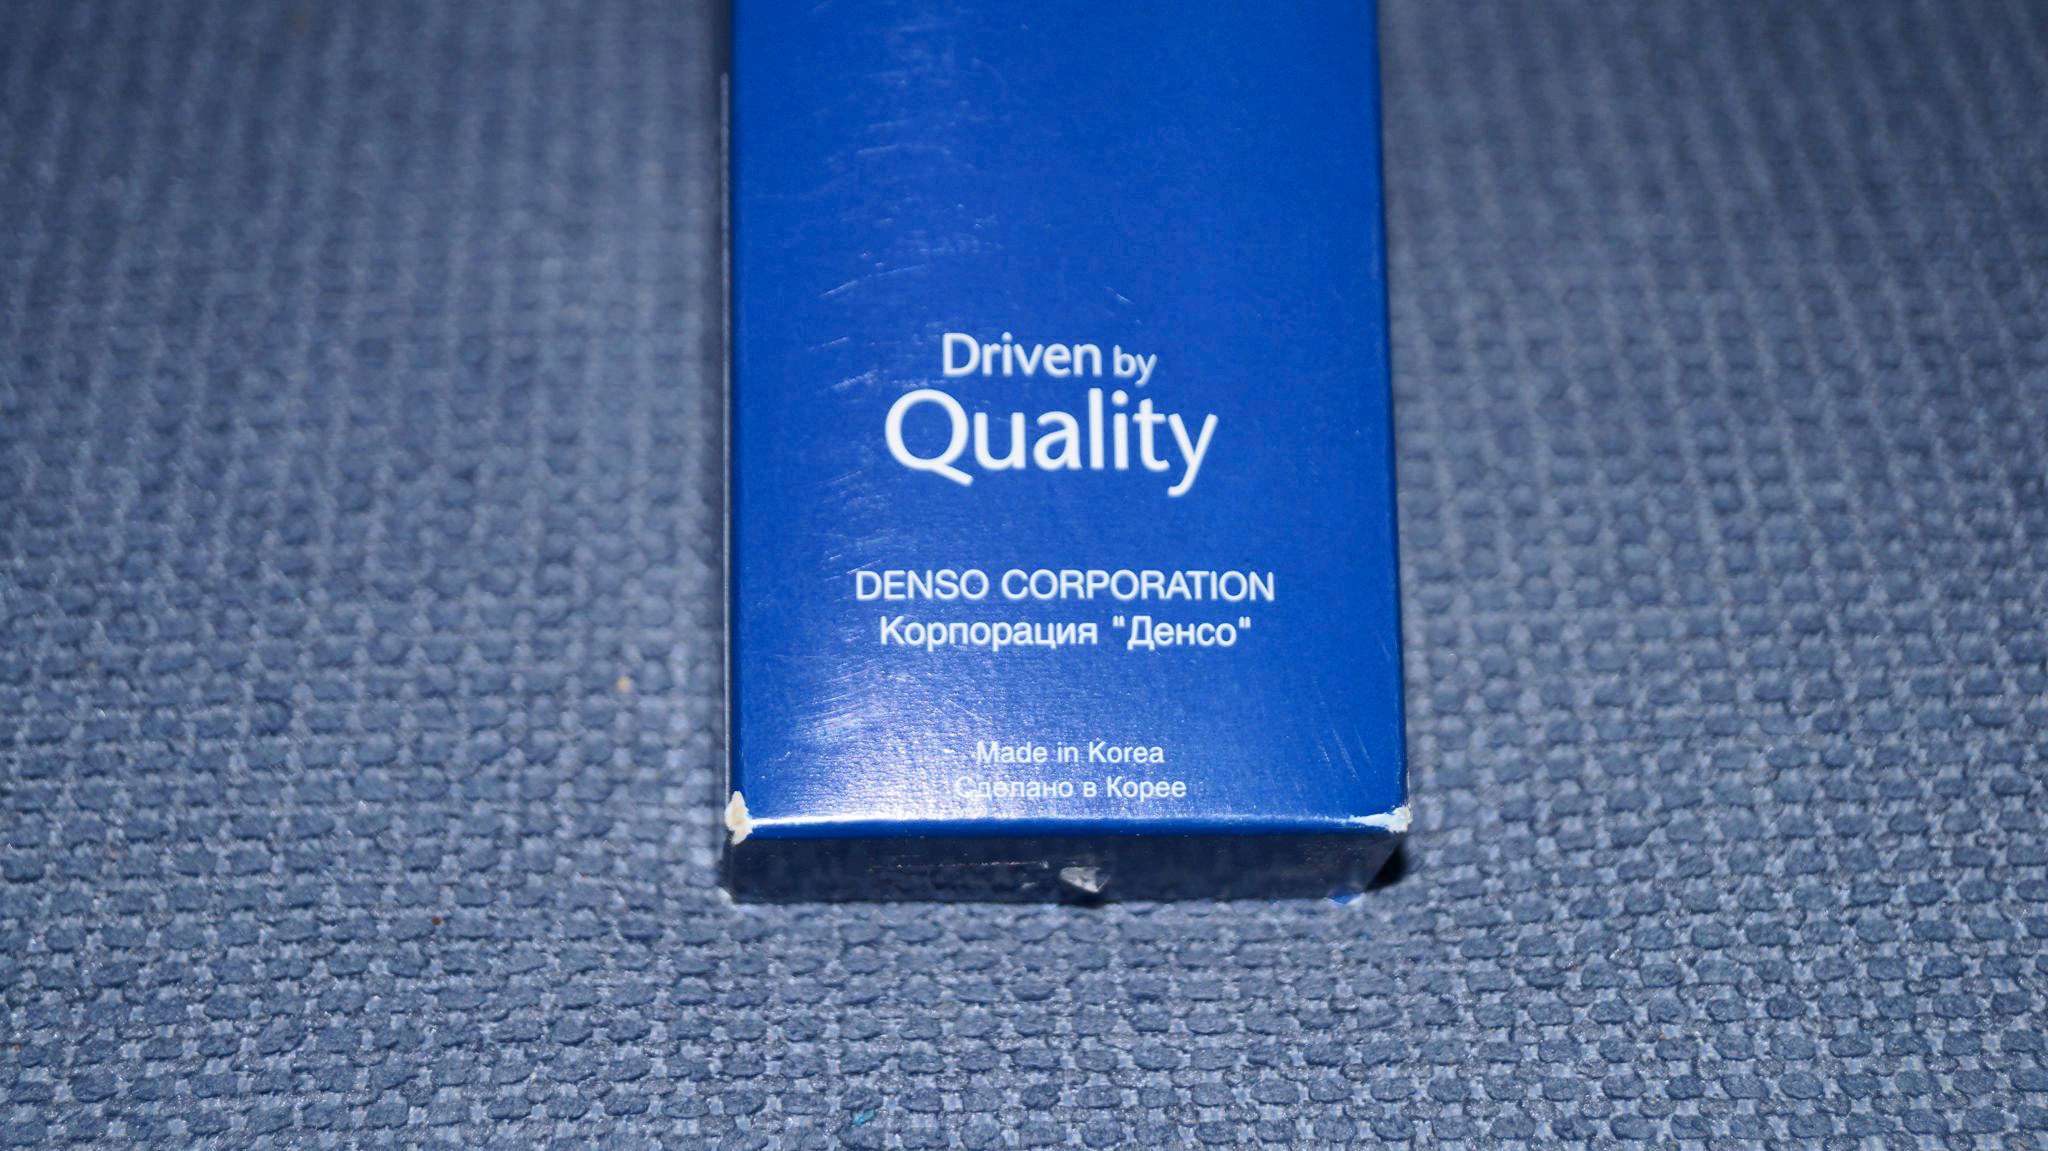 Driven by
Quality
DENSO CORPORATION
Корпорация "Денсо"
Made in Korea
Сделано в Корее